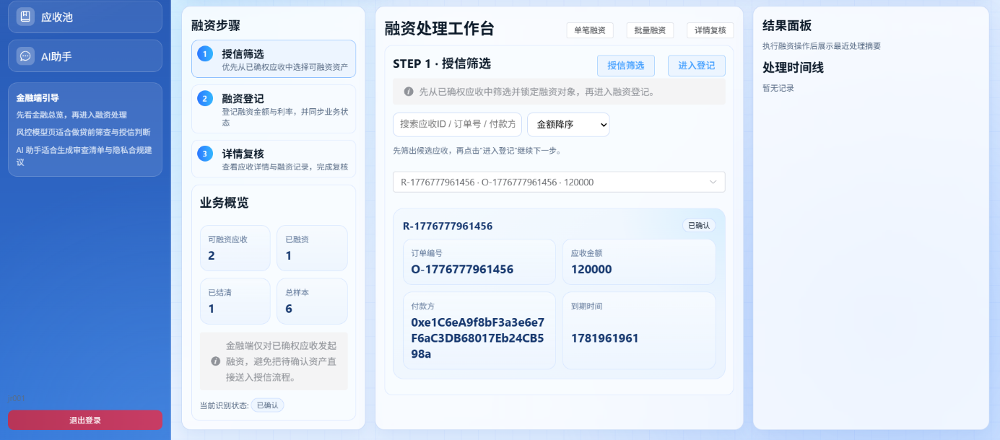 应收池
AI助手
金融端引导
先看金融总览，再进入融资处理
风控模型页适合做贷前筛查与授信判断
AI 助手适合生成审查清单与隐私合规建
议
退出登录
融资步骤
1 授信筛选
优先从已确权应收中选择可融资资产
2 融资登记
登记融资金额与利率，并同步业务状
态
3 详情复核
查看应收详情与融资记录，完成复核
业务概览
可融资应收
2
已融资
1
已结清
1
总样本
6
金融端仅对已确权应收发起
融资，避免把待确认资产直
接送入授信流程。
当前识别状态: 已确认
融资处理工作台
单笔融资 批量融资 详情复核
STEP 1 · 授信筛选
授信筛选 进入登记
先从已确权应收中筛选并锁定融资对象，再进入融资登记。
搜索应收ID / 订单号 / 付款方
金额降序
先筛出候选应收，再点击“进入登记”继续下一步。
R-1776777961456 · O-1776777961456 · 120000
R-1776777961456
已确认
订单编号
O-1776777961456
应收金额
120000
付款方
0xe1C6eA9f8bF3a3e6e7
F6aC3DB68017Eb24CB5
98a
到期时间
1781961961
结果面板
执行融资操作后展示最近处理摘要
处理时间线
暂无记录